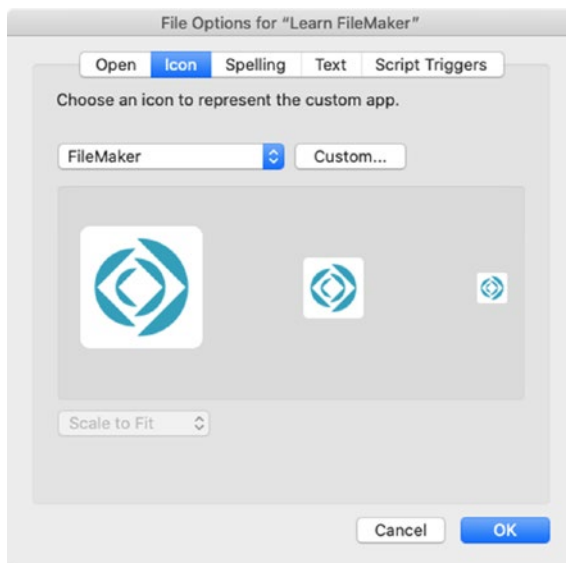 File Options for “Learn FileMaker”
Open Icon Spelling Text Script Triggers
Choose an icon to represent the custom app.
FileMaker Custom...
Scale to Fit
Cancel OK